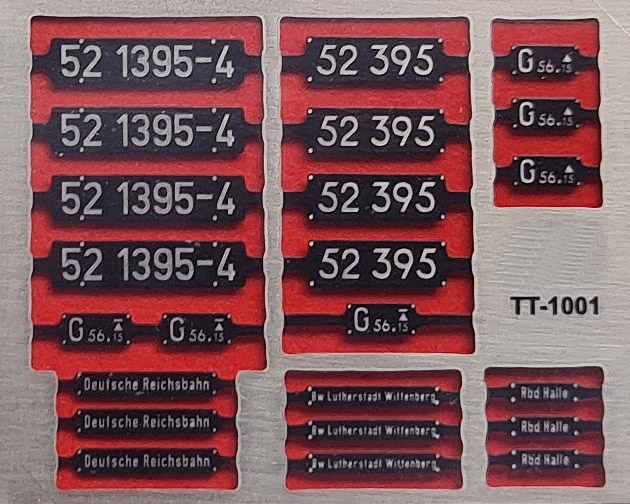 52 1395-4
52 1395-4
52 1395-4
52 1395-4
G 56.15 G 56.15
Deutsche Reichsbahn
Deutsche Reichsbahn
Deutsche Reichsbahn
52 395
52 395
52 395
52 395
G 56.15
Bw Lutherstadt Wittenberg
Bw Lutherstadt Wittenberg
Bw Lutherstadt Wittenberg
G 56.15
G 56.15
G 56.15
TT-1001
Rbd Halle
Rbd Halle
Rbd Halle